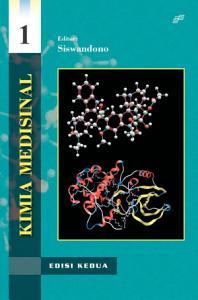 1
KIMIA MEDISINAL
Editor:
Siswandono
EDISI KEDUA